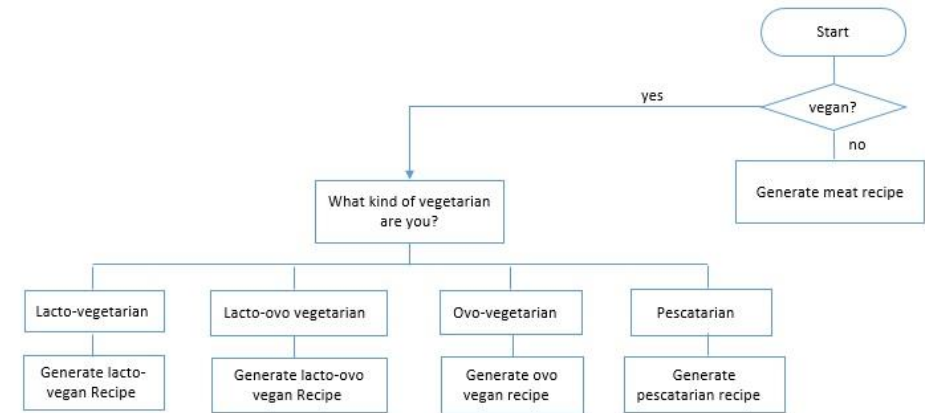 Start
vegan?
yes
no
Generate meat recipe
What kind of vegetarian
are you?
Lacto-vegetarian
Lacto-ovo vegetarian
Ovo-vegetarian
Pescatarian
Generate lacto-
vegan Recipe
Generate lacto-ovo
vegan Recipe
Generate ovo
vegan recipe
Generate
pescatarian recipe